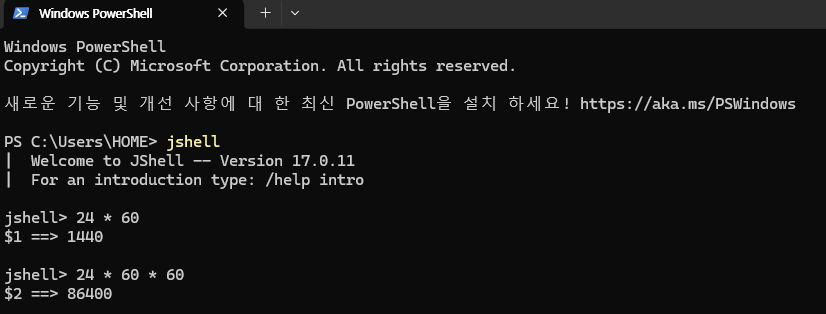 Windows PowerShell
Windows PowerShell
Copyright (C) Microsoft Corporation. All rights reserved.
새로운 기능 및 개선 사항에 대 한 최신 PowerShell을 설치 하세요! https://aka.ms/PSWindows
PS C:\Users\HOME> jshell
|  Welcome to JShell -- Version 17.0.11
|  For an introduction type: /help intro
jshell> 24 * 60
$1 ==> 1440
jshell> 24 * 60 * 60
$2 ==> 86400